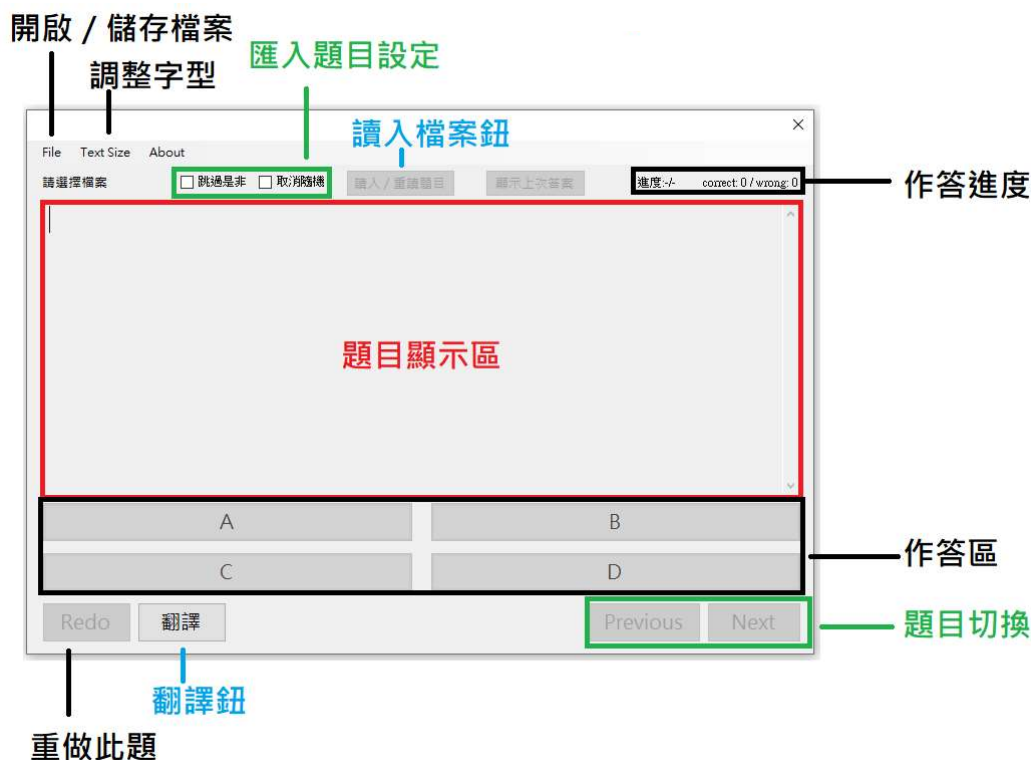 開啟 / 儲存檔案
調整字型
匯入題目設定
讀入檔案鈕
File Text Size About
請選擇檔案 跳過是非 取消隨機 讀入 / 重讀題目 顯示上次答案 進度:-/- correct: 0 / wrong: 0
作答進度
題目顯示區
A B
C D
作答區
Redo 翻譯 Previous Next
題目切換
翻譯鈕
重做此題